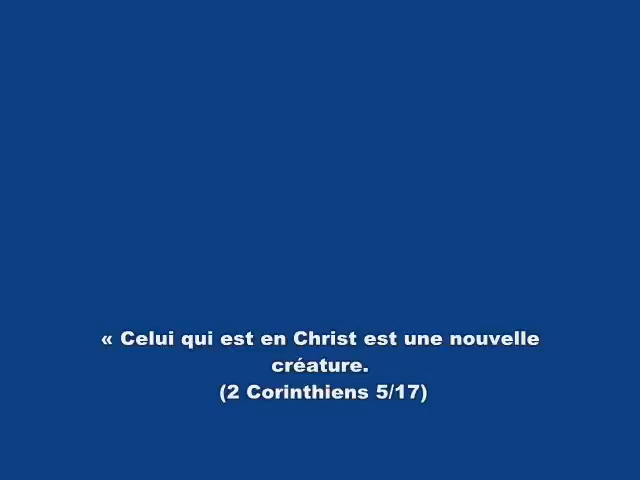 « Celui qui est en Christ est une nouvelle
créature.
(2 Corinthiens 5/17)